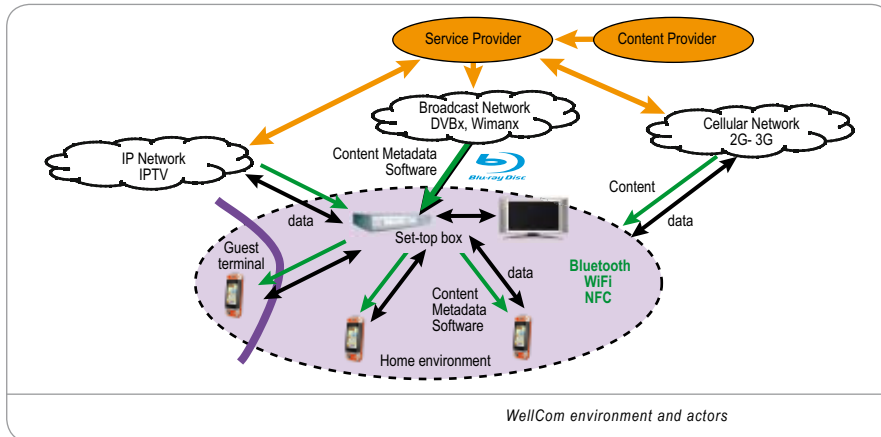 Service Provider
Content Provider
Broadcast Network
DVBx, Wimanx
Cellular Network
2G- 3G
IP Network
IPTV
Content Metadata
Software
Blu-ray Disc
Content
data
data
Set-top box
Guest
terminal
data
Bluetooth
WiFi
NFC
Content
Metadata
Software
Home environment
WellCom environment and actors